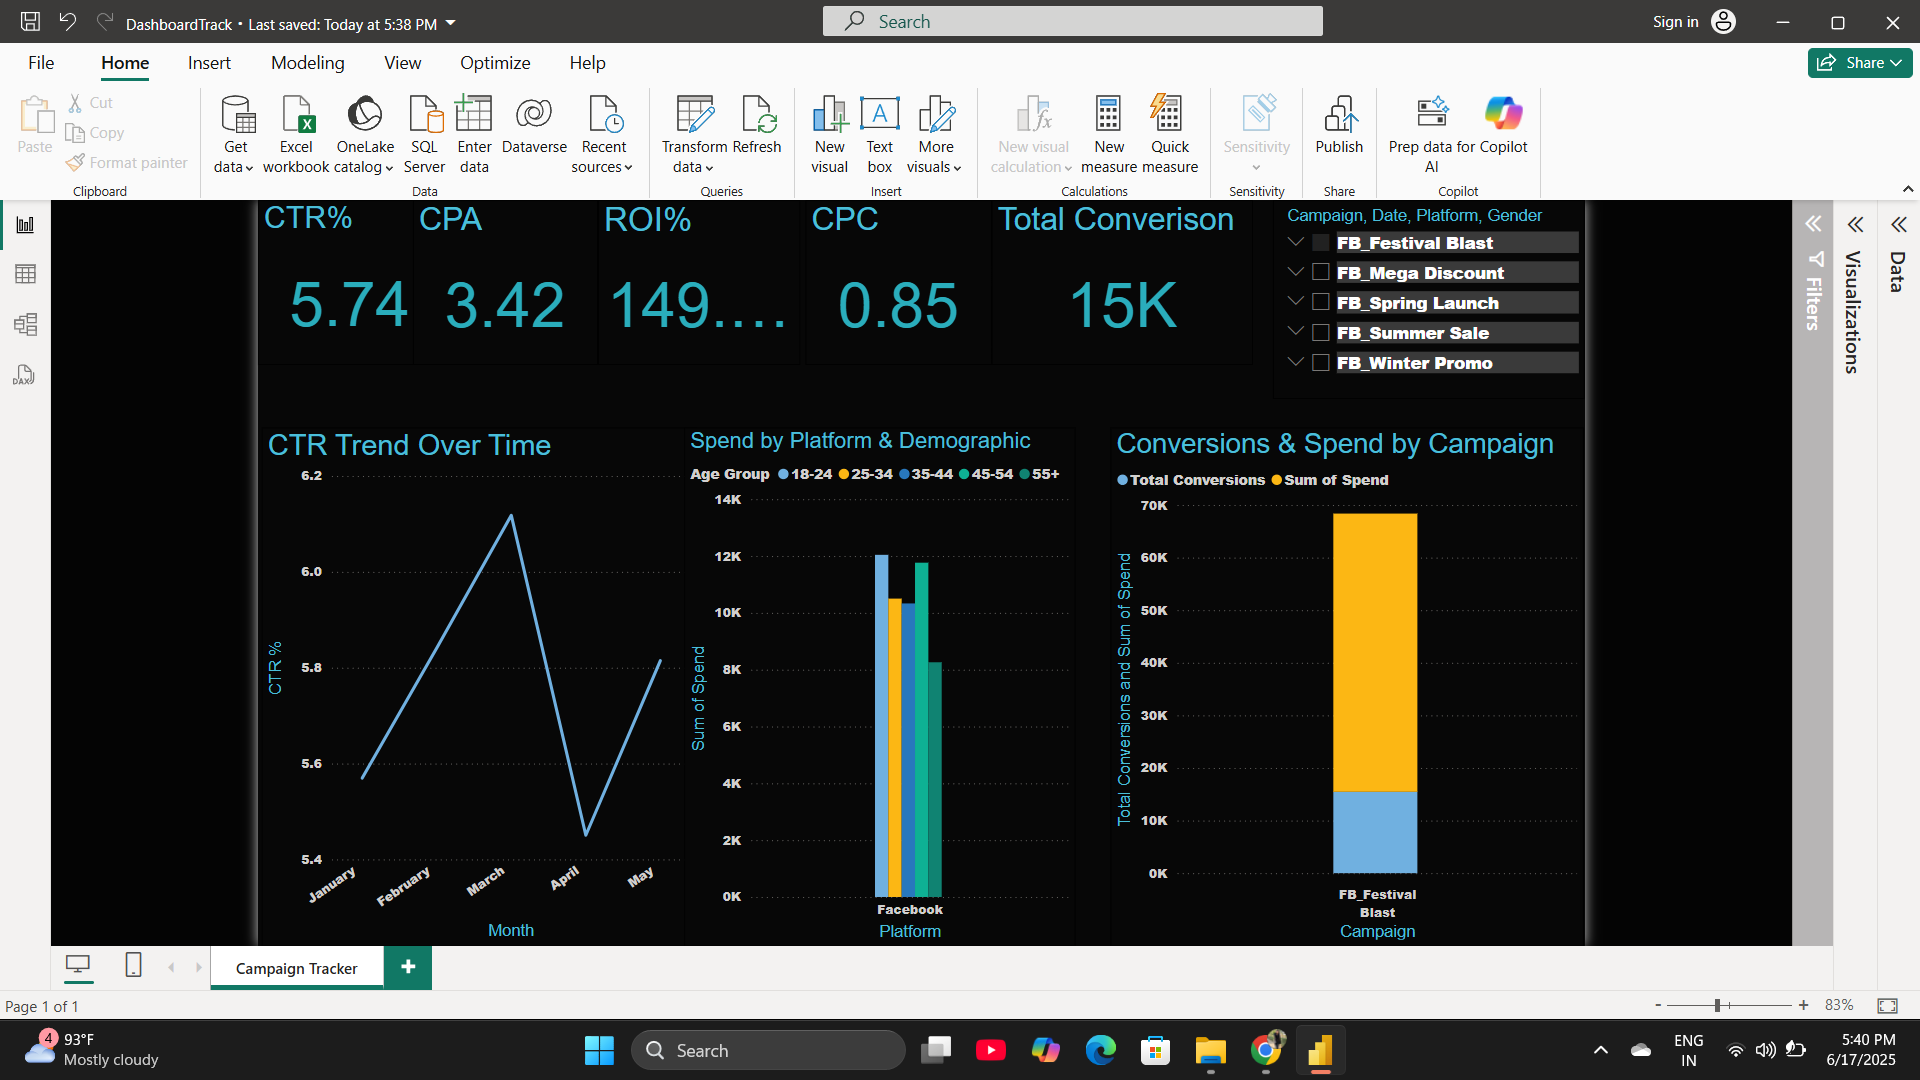 DashboardTrack • Last saved: Today at 5:38 PM
Search
Sign in
File Home Insert Modeling View Optimize Help
Share
Paste
Cut
Copy
Format painter
Clipboard
Get data
Excel workbook
OneLake catalog
SQL Server
Enter data
Dataverse
Recent sources
Data
Transform data
Refresh
Queries
New visual
Text box
More visuals
Insert
New visual calculation
New measure
Quick measure
Calculations
Sensitivity
Sensitivity
Publish
Share
Prep data for AI
Copilot
Copilot
DAX
CTR%
5.74
CPA
3.42
ROI%
149....
CPC
0.85
Total Converison
15K
Campaign, Date, Platform, Gender
FB_Festival Blast
FB_Mega Discount
FB_Spring Launch
FB_Summer Sale
FB_Winter Promo
Filters
Visualizations
Data
CTR Trend Over Time
6.2
6.0
5.8
5.6
5.4
CTR %
January February March April May
Month
Spend by Platform & Demographic
Age Group 18-24 25-34 35-44 45-54 55+
14K
12K
10K
8K
6K
4K
2K
0K
Sum of Spend
Facebook
Platform
Conversions & Spend by Campaign
Total Conversions Sum of Spend
70K
60K
50K
40K
30K
20K
10K
0K
Total Conversions and Sum of Spend
FB_Festival
Blast
Campaign
Campaign Tracker
+
Page 1 of 1
- + 83%
4
93°F
Mostly cloudy
Search
ENG
IN
5:40 PM
6/17/2025